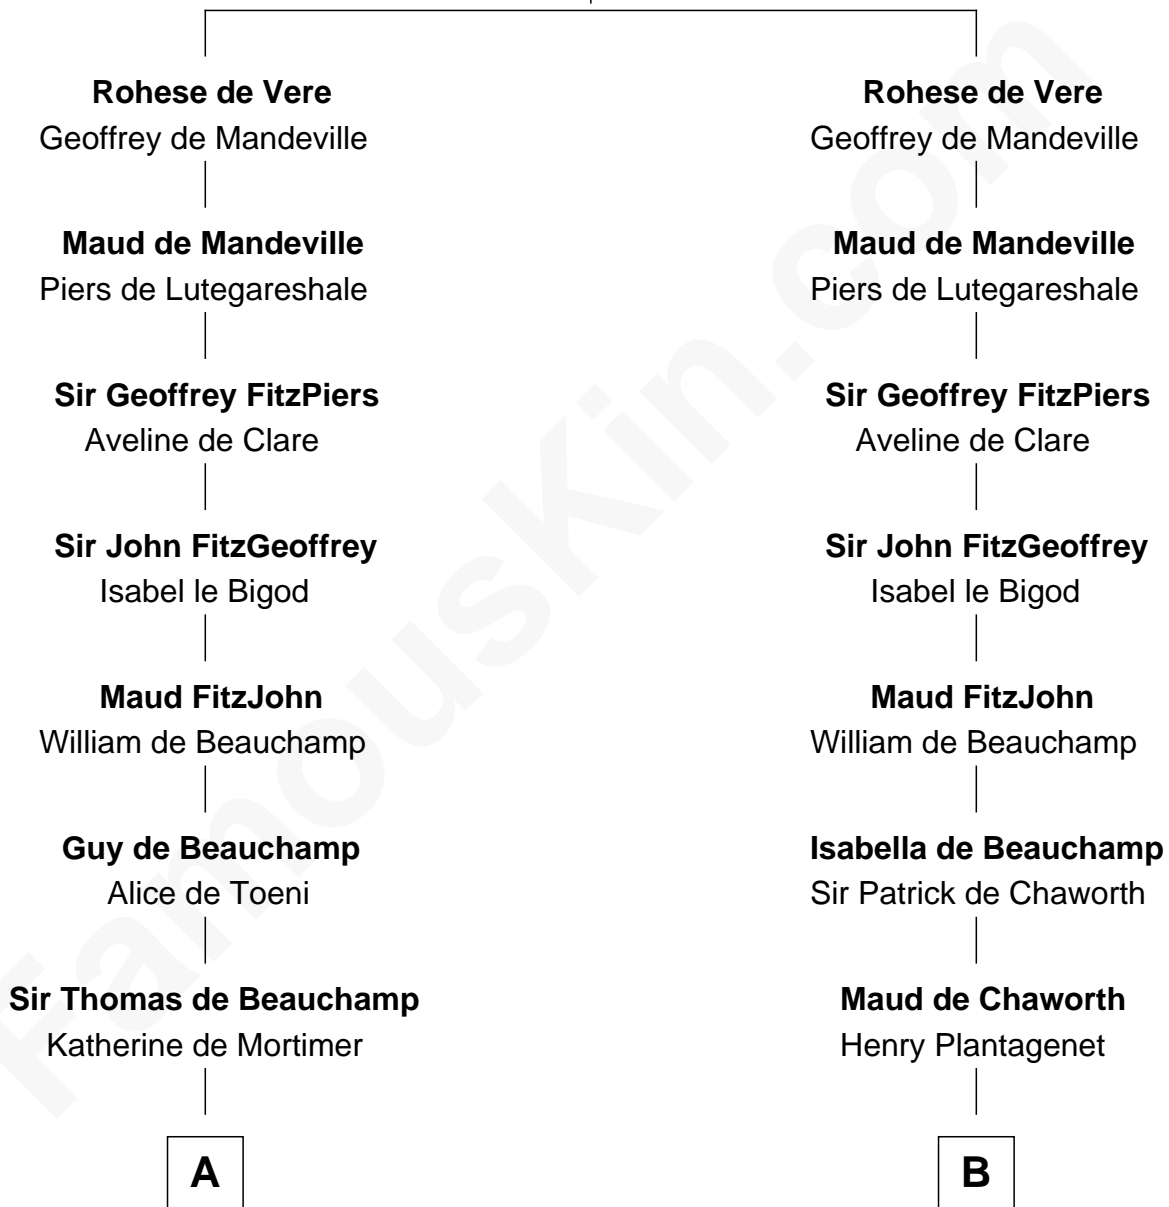 Rohese de Vere
Geoffrey de Mandeville
Maud de Mandeville
Piers de Lutegareshale
Sir Geoffrey FitzPiers
Aveline de Clare
Sir John FitzGeoffrey
Isabel le Bigod
Maud FitzJohn
William de Beauchamp
Guy de Beauchamp
Alice de Toeni
Sir Thomas de Beauchamp
Katherine de Mortimer
A
Rohese de Vere
Geoffrey de Mandeville
Maud de Mandeville
Piers de Lutegareshale
Sir Geoffrey FitzPiers
Aveline de Clare
Sir John FitzGeoffrey
Isabel le Bigod
Maud FitzJohn
William de Beauchamp
Isabella de Beauchamp
Sir Patrick de Chaworth
Maud de Chaworth
Henry Plantagenet
B
FamousKin.com